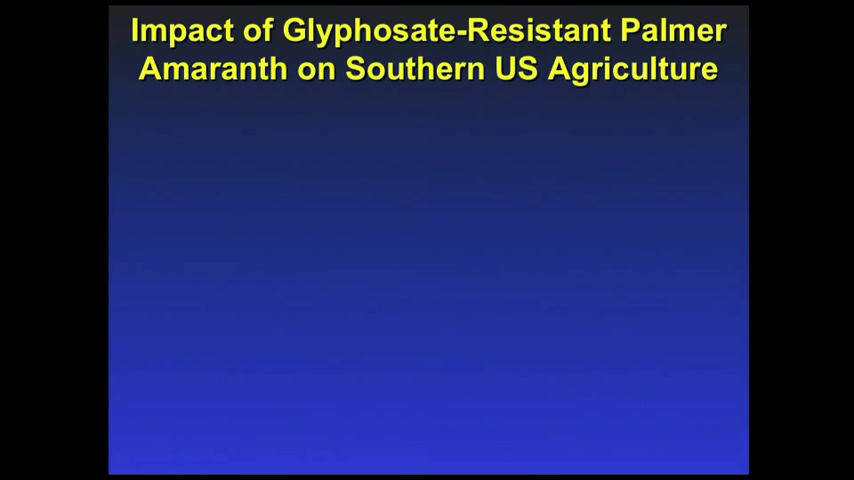 Impact of Glyphosate-Resistant Palmer
Amaranth on Southern US Agriculture